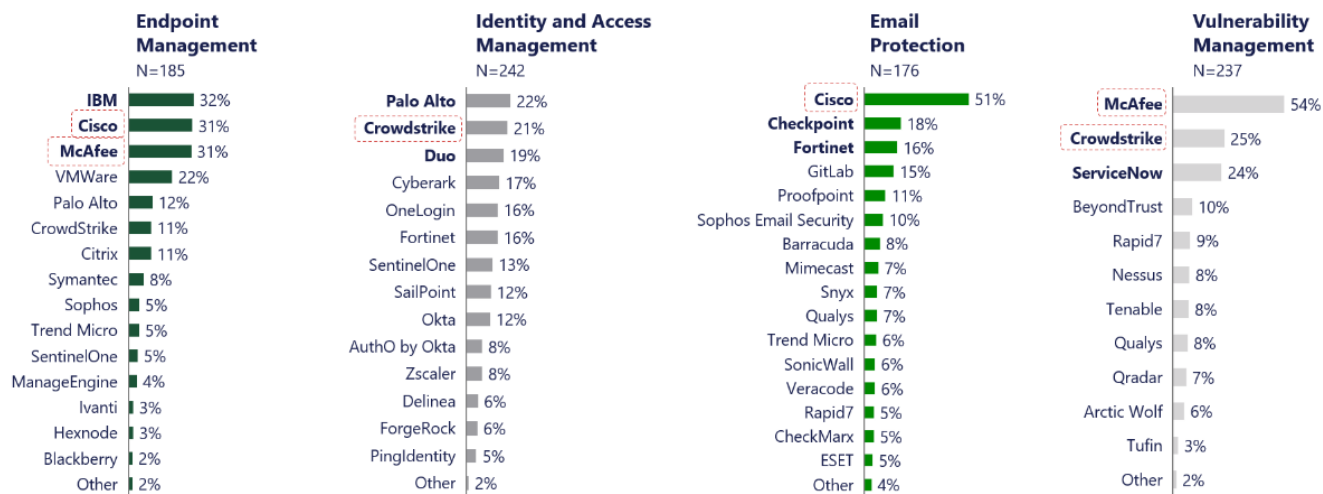 Endpoint
Management
N=185
IBM 32%
Cisco 31%
McAfee 31%
VMWare 22%
Palo Alto 12%
CrowdStrike 11%
Citrix 11%
Symantec 8%
Sophos 5%
Trend Micro 5%
SentinelOne 5%
ManageEngine 4%
Ivanti 3%
Hexnode 3%
Blackberry 2%
Other 2%
Identity and Access
Management
N=242
Palo Alto 22%
Crowdstrike 21%
Duo 19%
Cyberark 17%
OneLogin 16%
Fortinet 16%
SentinelOne 13%
SailPoint 12%
Okta 12%
AuthO by Okta 8%
Zscaler 8%
Delinea 6%
ForgeRock 6%
PingIdentity 5%
Other 2%
Email
Protection
N=176
Cisco 51%
Checkpoint 18%
Fortinet 16%
GitLab 15%
Proofpoint 11%
Sophos Email Security 10%
Barracuda 8%
Mimecast 7%
Snyx 7%
Qualys 7%
Trend Micro 6%
SonicWall 6%
Veracode 6%
Rapid7 5%
CheckMarx 5%
ESET 5%
Other 4%
Vulnerability
Management
N=237
McAfee 54%
Crowdstrike 25%
ServiceNow 24%
BeyondTrust 10%
Rapid7 9%
Nessus 8%
Tenable 8%
Qualys 8%
Qradar 7%
Arctic Wolf 6%
Tufin 3%
Other 2%